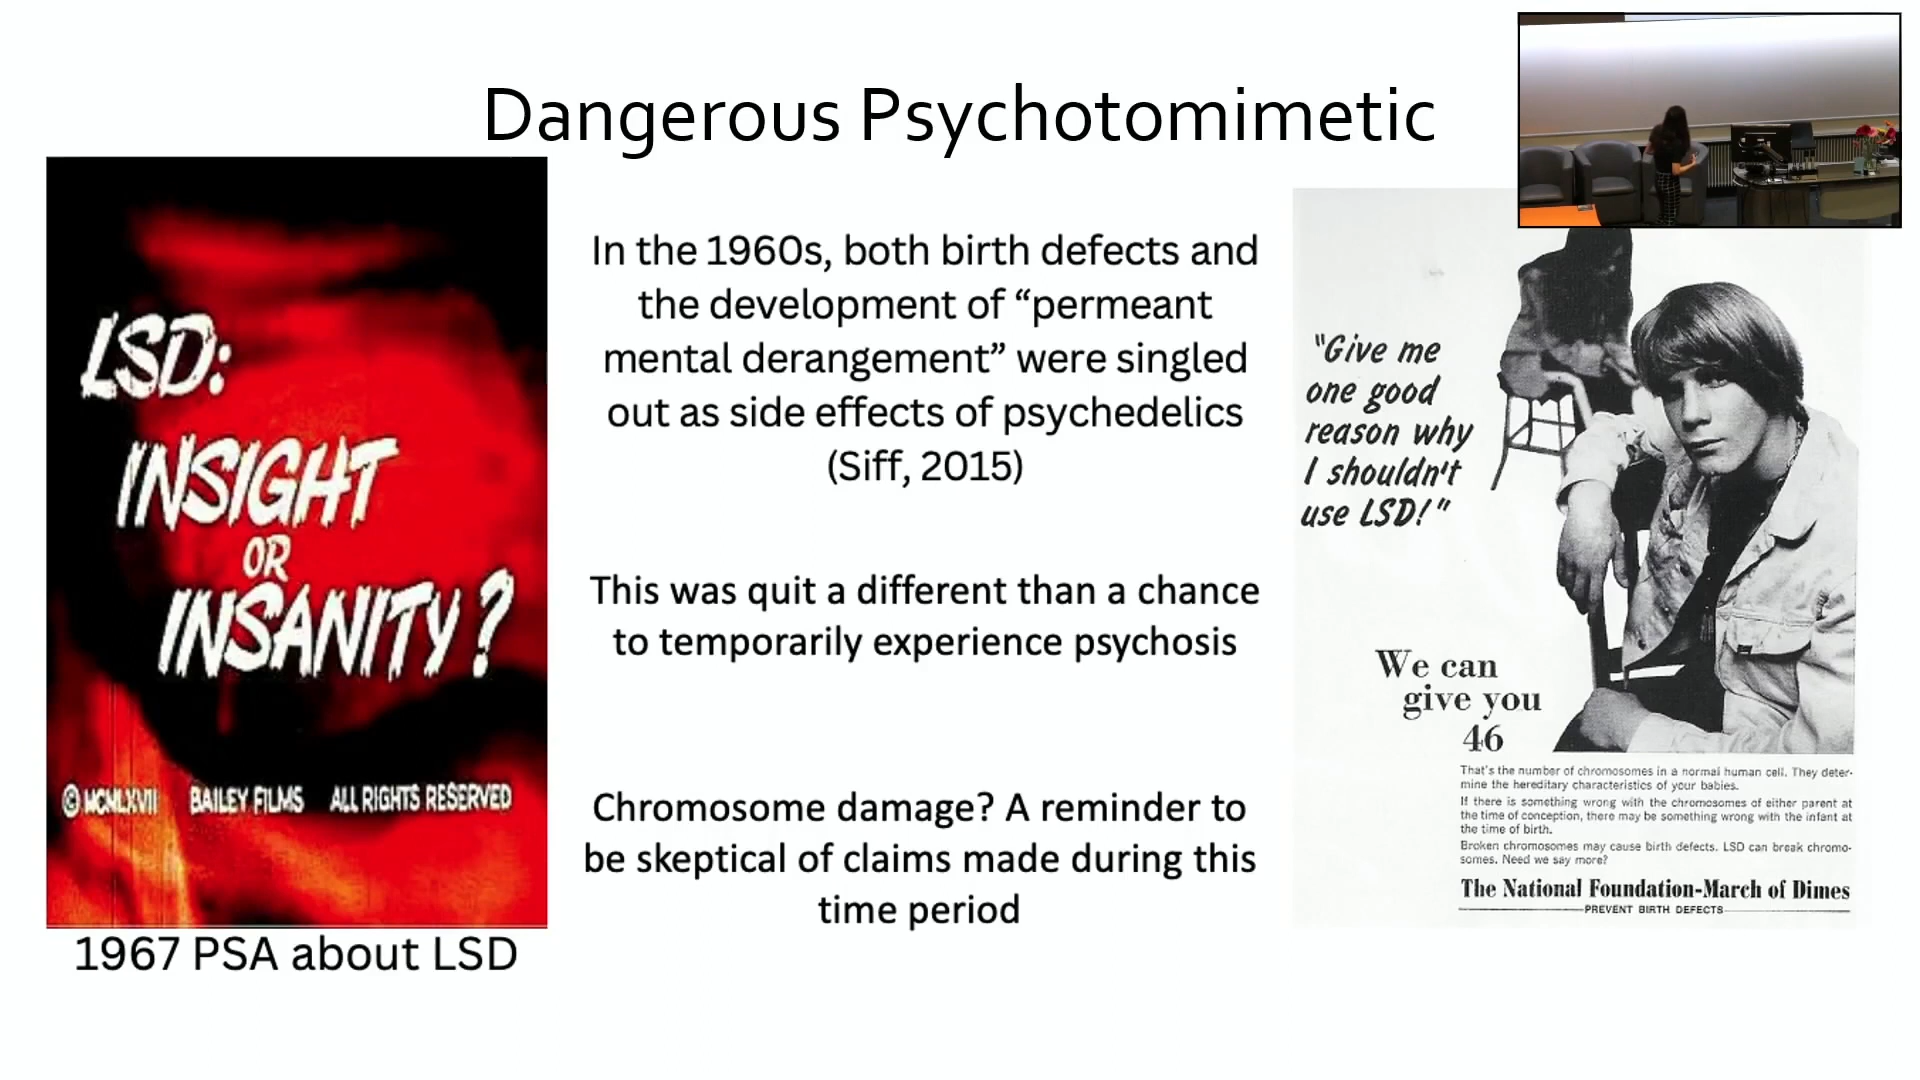 Dangerous Psychotomimetic
LSD:
INSIGHT
OR
INSANITY?
© MCMLXVII BAILEY FILMS ALL RIGHTS RESERVED
1967 PSA about LSD
In the 1960s, both birth defects and
the development of “permeant
mental derangement” were singled
out as side effects of psychedelics
(Siff, 2015)
This was quit a different than a chance
to temporarily experience psychosis
Chromosome damage? A reminder to
be skeptical of claims made during this
time period
"Give me
one good
reason why
I shouldn't
use LSD!"
We can
give you
46
That's the number of chromosomes in a normal human cell. They deter-
mine the hereditary characteristics of your babies.
If there is something wrong with the chromosomes of either parent at
the time of conception, there may be something wrong with the infant at
the time of birth.
Broken chromosomes may cause birth defects. LSD can break chromo-
somes. Need we say more?
The National Foundation-March of Dimes
PREVENT BIRTH DEFECTS